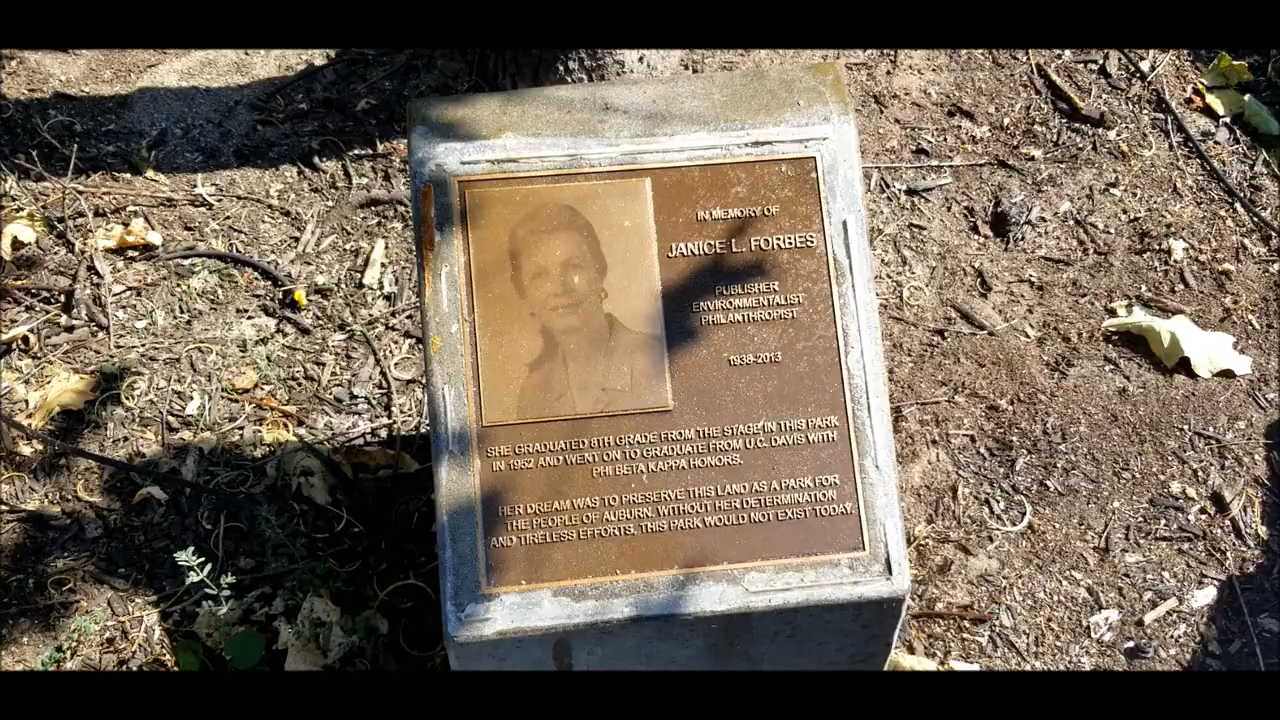 IN MEMORY OF
JANICE L. FORBES
PUBLISHER
ENVIRONMENTALIST
PHILANTHROPIST
1938-2013
SHE GRADUATED 8TH GRADE FROM THE STAGE IN THIS PARK
IN 1952 AND WENT ON TO GRADUATE FROM U.C. DAVIS WITH
PHI BETA KAPPA HONORS.
HER DREAM WAS TO PRESERVE THIS LAND AS A PARK FOR
THE PEOPLE OF AUBURN. WITHOUT HER DETERMINATION
AND TIRELESS EFFORTS, THIS PARK WOULD NOT EXIST TODAY.